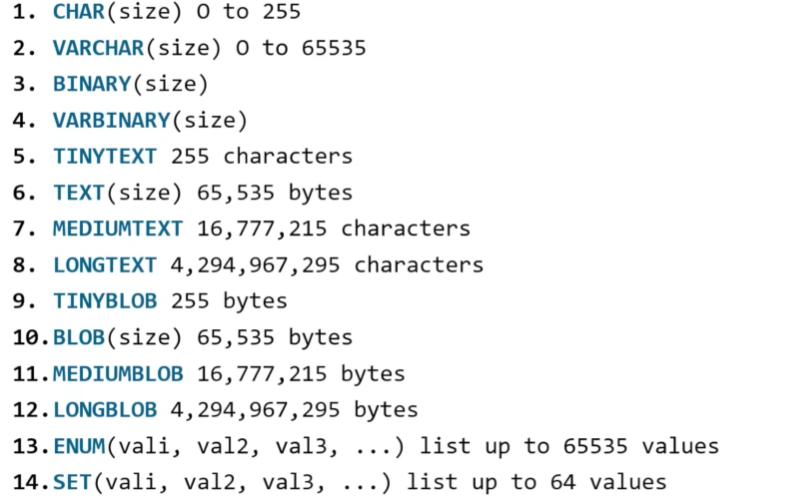 1. CHAR(size) 0 to 255
2. VARCHAR(size) 0 to 65535
3. BINARY(size)
4. VARBINARY(size)
5. TINYTEXT 255 characters
6. TEXT(size) 65,535 bytes
7. MEDIUMTEXT 16,777,215 characters
8. LONGTEXT 4,294,967,295 characters
9. TINYBLOB 255 bytes
10.BLOB(size) 65,535 bytes
11.MEDIUMBLOB 16,777,215 bytes
12.LONGBLOB 4,294,967,295 bytes
13.ENUM(vali, val2, val3, ...) list up to 65535 values
14.SET(vali, val2, val3, ...) list up to 64 values